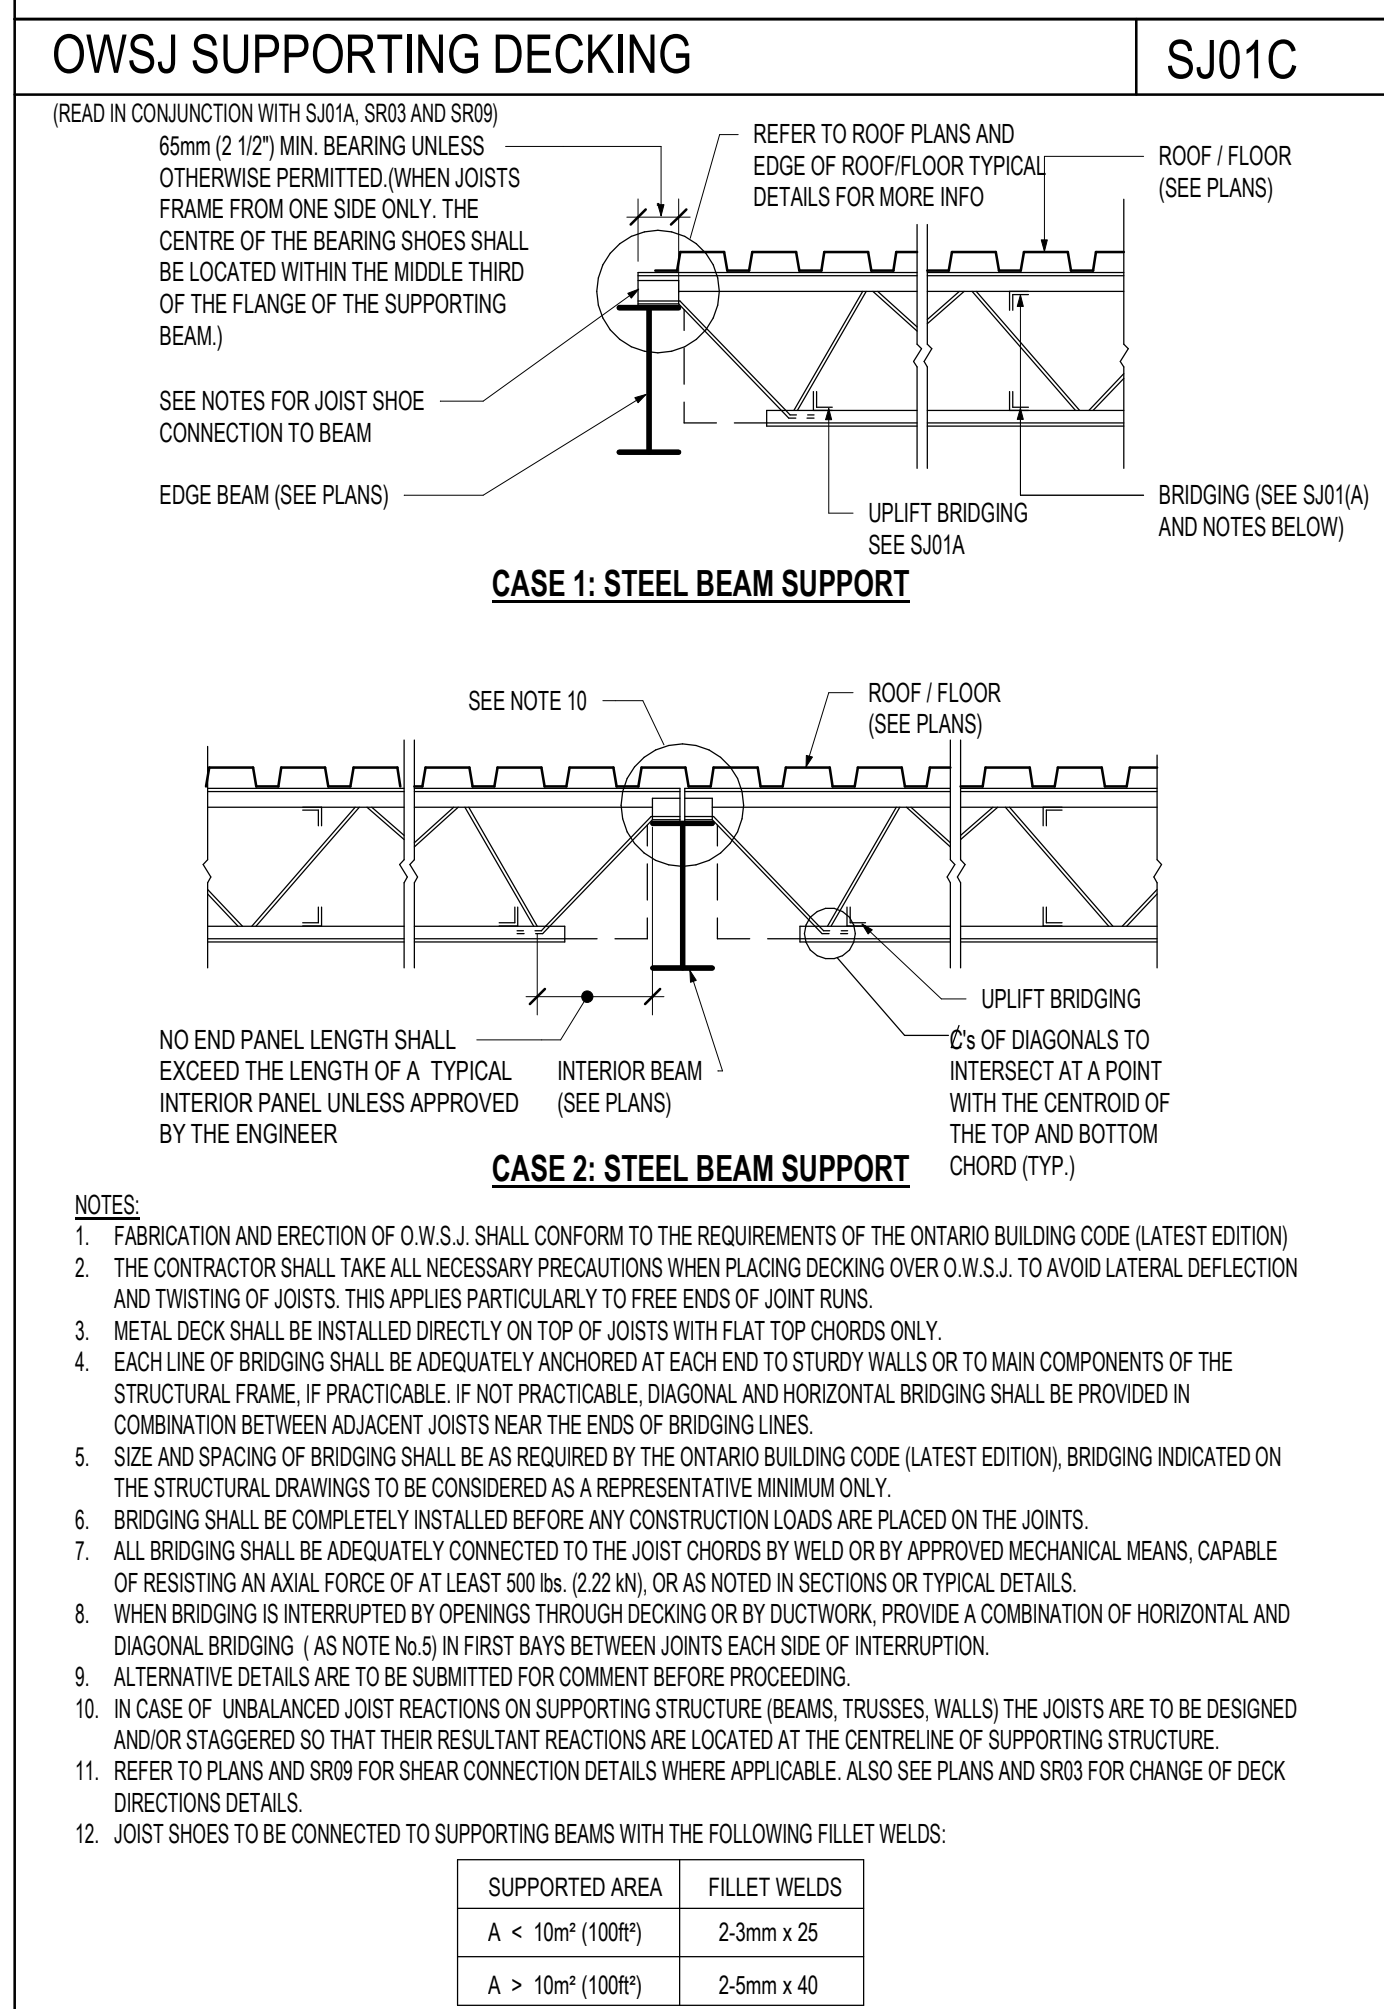 OWSJ SUPPORTING DECKING
SJ01C
(READ IN CONJUNCTION WITH SJ01A, SR03 AND SR09)
65mm (2 1/2") MIN. BEARING UNLESS
OTHERWISE PERMITTED.(WHEN JOISTS
FRAME FROM ONE SIDE ONLY. THE
CENTRE OF THE BEARING SHOES SHALL
BE LOCATED WITHIN THE MIDDLE THIRD
OF THE FLANGE OF THE SUPPORTING
BEAM.)
REFER TO ROOF PLANS AND
EDGE OF ROOF/FLOOR TYPICAL
DETAILS FOR MORE INFO
ROOF / FLOOR
(SEE PLANS)
SEE NOTES FOR JOIST SHOE
CONNECTION TO BEAM
EDGE BEAM (SEE PLANS)
UPLIFT BRIDGING
SEE SJ01A
BRIDGING (SEE SJ01(A)
AND NOTES BELOW)
CASE 1: STEEL BEAM SUPPORT
SEE NOTE 10
ROOF / FLOOR
(SEE PLANS)
NO END PANEL LENGTH SHALL
EXCEED THE LENGTH OF A TYPICAL
INTERIOR PANEL UNLESS APPROVED
BY THE ENGINEER
INTERIOR BEAM
(SEE PLANS)
UPLIFT BRIDGING
₵'s OF DIAGONALS TO
INTERSECT AT A POINT
WITH THE CENTROID OF
THE TOP AND BOTTOM
CHORD (TYP.)
CASE 2: STEEL BEAM SUPPORT
NOTES:
1. FABRICATION AND ERECTION OF O.W.S.J. SHALL CONFORM TO THE REQUIREMENTS OF THE ONTARIO BUILDING CODE (LATEST EDITION)
2. THE CONTRACTOR SHALL TAKE ALL NECESSARY PRECAUTIONS WHEN PLACING DECKING OVER O.W.S.J. TO AVOID LATERAL DEFLECTION
AND TWISTING OF JOISTS. THIS APPLIES PARTICULARLY TO FREE ENDS OF JOINT RUNS.
3. METAL DECK SHALL BE INSTALLED DIRECTLY ON TOP OF JOISTS WITH FLAT TOP CHORDS ONLY.
4. EACH LINE OF BRIDGING SHALL BE ADEQUATELY ANCHORED AT EACH END TO STURDY WALLS OR TO MAIN COMPONENTS OF THE
STRUCTURAL FRAME, IF PRACTICABLE. IF NOT PRACTICABLE, DIAGONAL AND HORIZONTAL BRIDGING SHALL BE PROVIDED IN
COMBINATION BETWEEN ADJACENT JOISTS NEAR THE ENDS OF BRIDGING LINES.
5. SIZE AND SPACING OF BRIDGING SHALL BE AS REQUIRED BY THE ONTARIO BUILDING CODE (LATEST EDITION), BRIDGING INDICATED ON
THE STRUCTURAL DRAWINGS TO BE CONSIDERED AS A REPRESENTATIVE MINIMUM ONLY.
6. BRIDGING SHALL BE COMPLETELY INSTALLED BEFORE ANY CONSTRUCTION LOADS ARE PLACED ON THE JOINTS.
7. ALL BRIDGING SHALL BE ADEQUATELY CONNECTED TO THE JOIST CHORDS BY WELD OR BY APPROVED MECHANICAL MEANS, CAPABLE
OF RESISTING AN AXIAL FORCE OF AT LEAST 500 lbs. (2.22 kN), OR AS NOTED IN SECTIONS OR TYPICAL DETAILS.
8. WHEN BRIDGING IS INTERRUPTED BY OPENINGS THROUGH DECKING OR BY DUCTWORK, PROVIDE A COMBINATION OF HORIZONTAL AND
DIAGONAL BRIDGING ( AS NOTE No.5) IN FIRST BAYS BETWEEN JOINTS EACH SIDE OF INTERRUPTION.
9. ALTERNATIVE DETAILS ARE TO BE SUBMITTED FOR COMMENT BEFORE PROCEEDING.
10. IN CASE OF UNBALANCED JOIST REACTIONS ON SUPPORTING STRUCTURE (BEAMS, TRUSSES, WALLS) THE JOISTS ARE TO BE DESIGNED
AND/OR STAGGERED SO THAT THEIR RESULTANT REACTIONS ARE LOCATED AT THE CENTRELINE OF SUPPORTING STRUCTURE.
11. REFER TO PLANS AND SR09 FOR SHEAR CONNECTION DETAILS WHERE APPLICABLE. ALSO SEE PLANS AND SR03 FOR CHANGE OF DECK
DIRECTIONS DETAILS.
12. JOIST SHOES TO BE CONNECTED TO SUPPORTING BEAMS WITH THE FOLLOWING FILLET WELDS:
SUPPORTED AREA FILLET WELDS
A < 10m² (100ft²) 2-3mm x 25
A > 10m² (100ft²) 2-5mm x 40